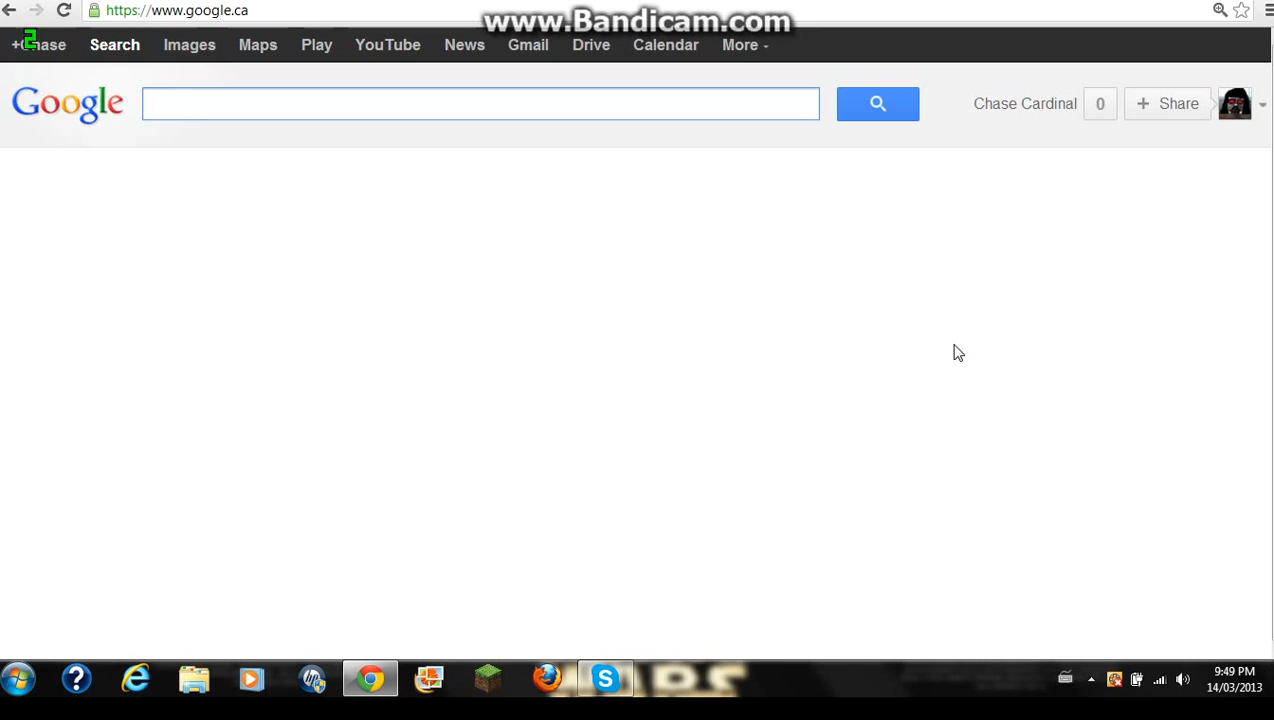 https://www.google.ca
www.Bandicam.com
2
Search Images Maps Play YouTube News Gmail Drive Calendar More
Google
Chase Cardinal 0 + Share
9:49 PM
14/03/2013